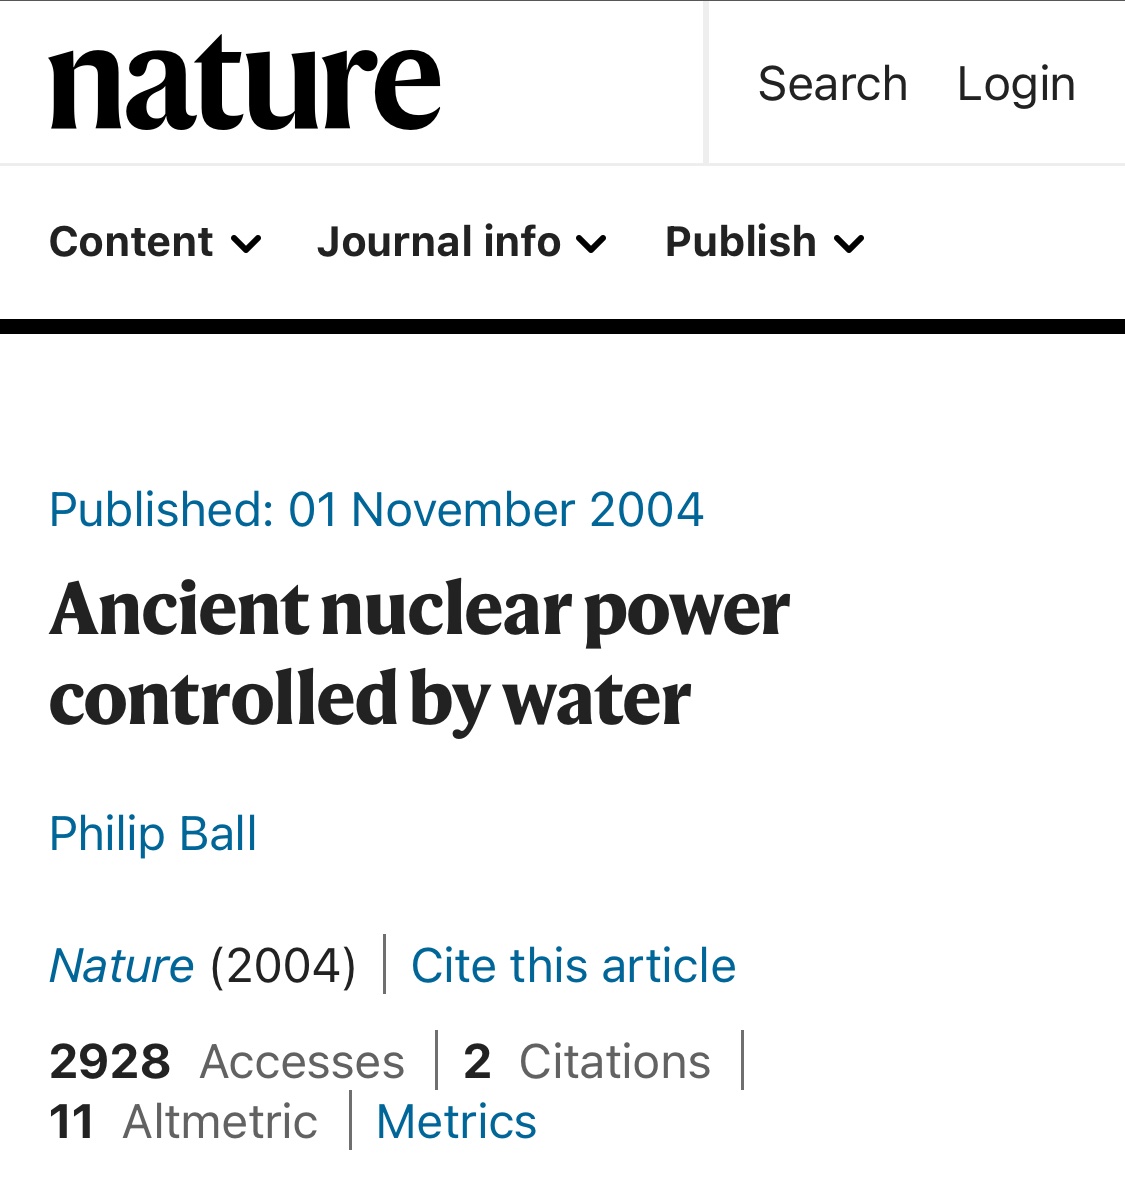 nature
Search Login
Content Journal info Publish
Published: 01 November 2004
Ancient nuclear power
controlled by water
Philip Ball
Nature (2004) | Cite this article
2928 Accesses | 2 Citations |
11 Altmetric | Metrics